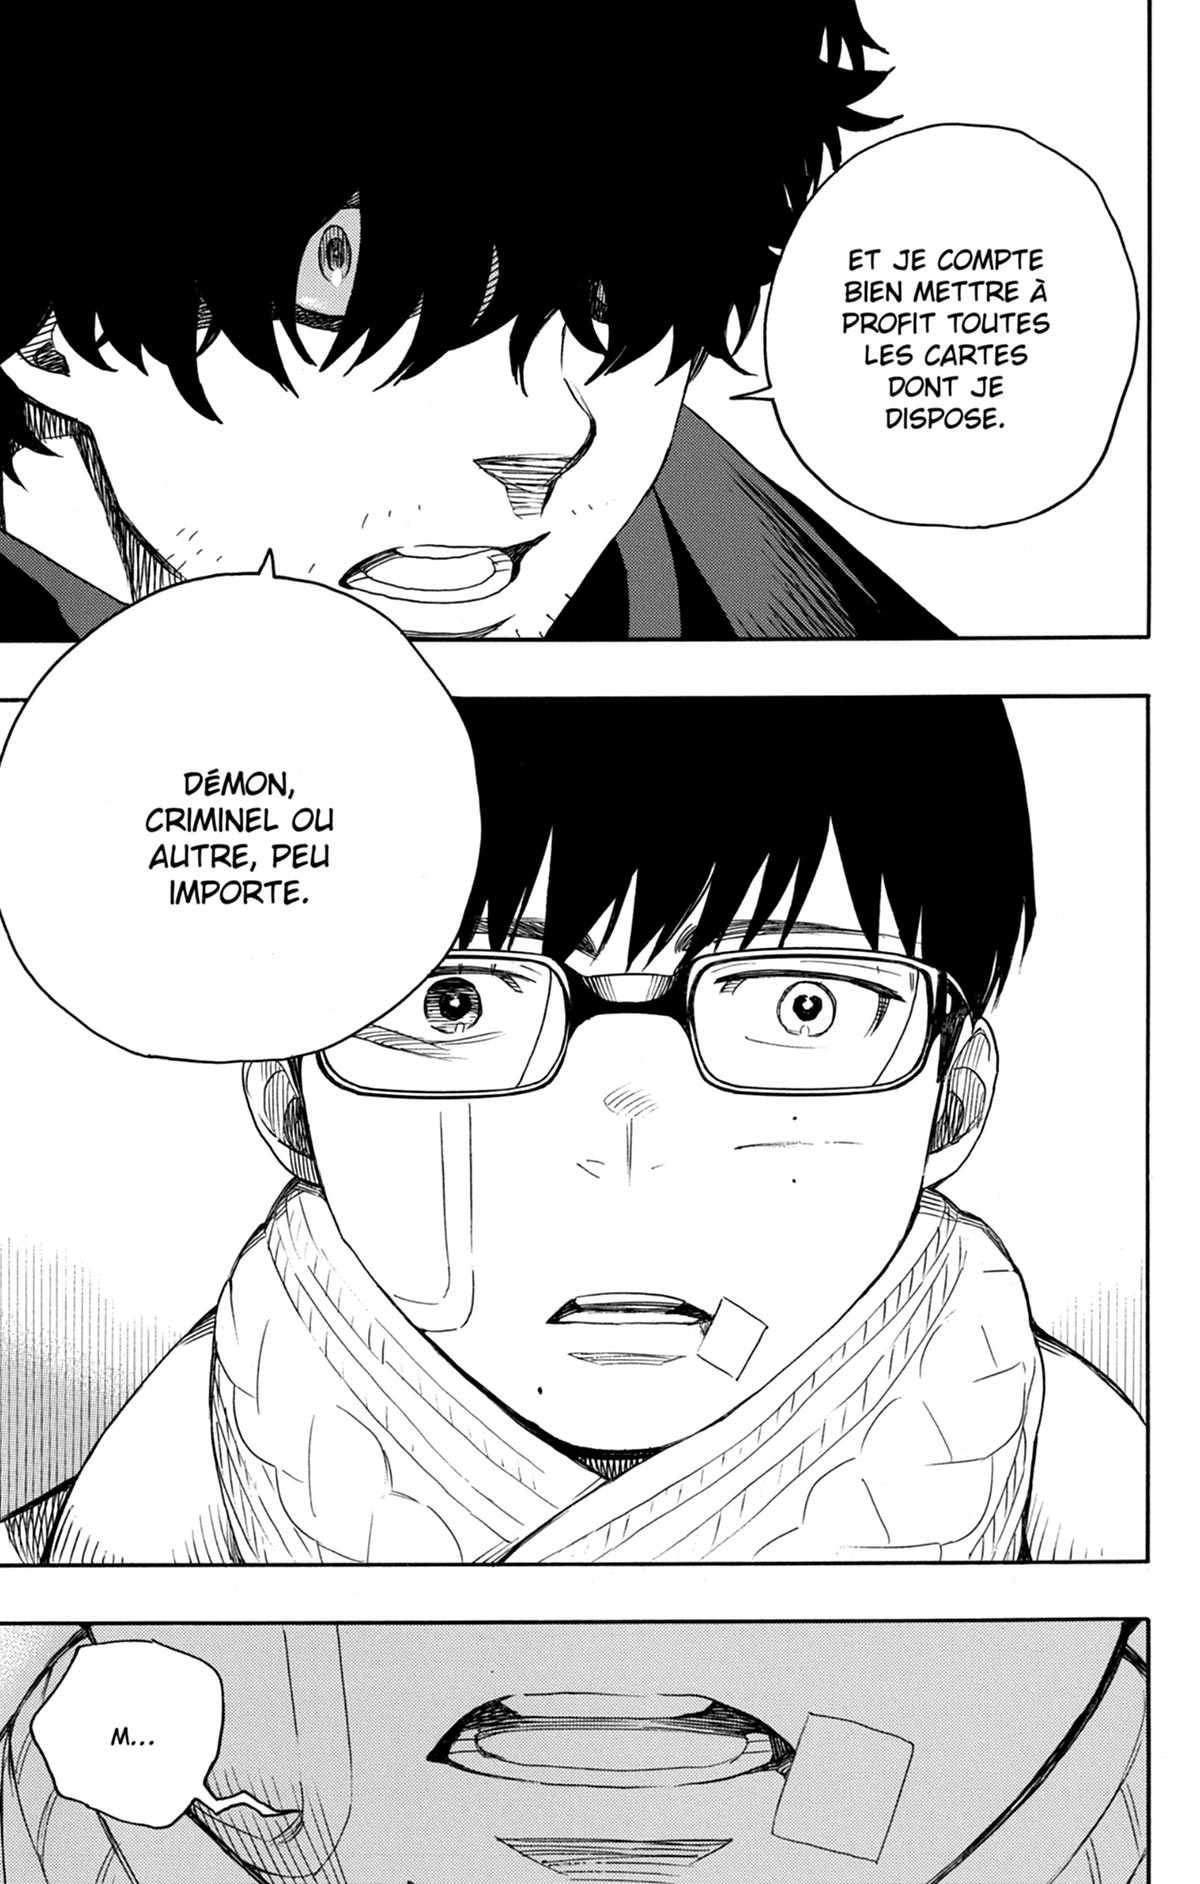 ET JE COMPTE
BIEN METTRE À
PROFIT TOUTES
LES CARTES
DONT JE
DISPOSE.
DÉMON,
CRIMINEL OU
AUTRE, PEU
IMPORTE.
M...